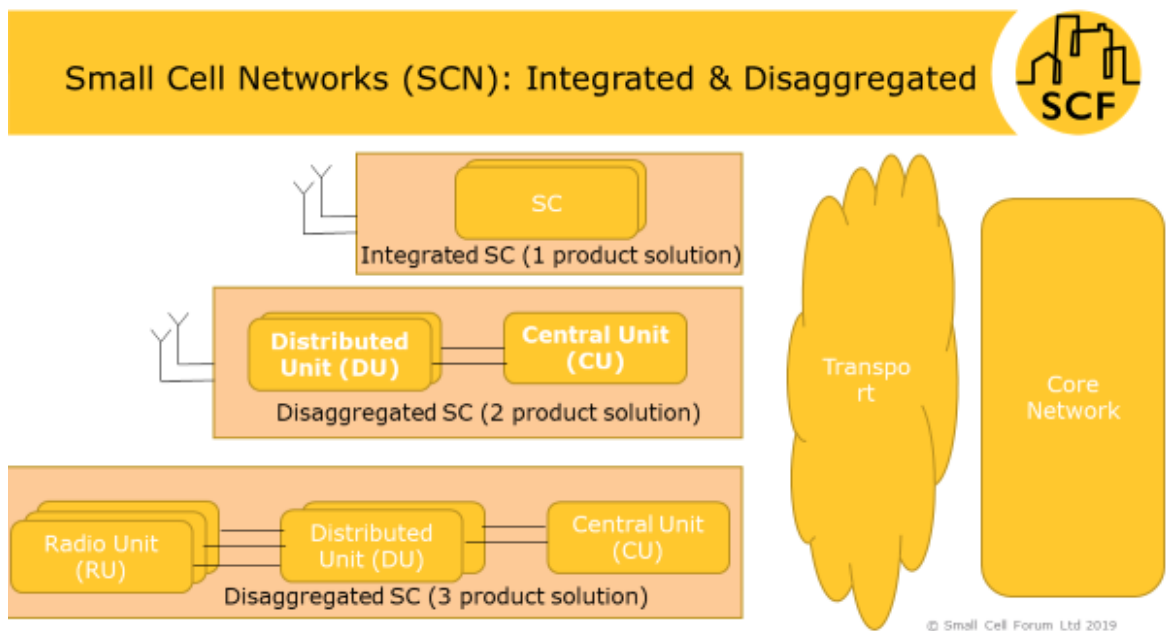 Small Cell Networks (SCN): Integrated & Disaggregated
SCF
SC
Integrated SC (1 product solution)
Distributed
Unit (DU)
Central Unit
(CU)
Disaggregated SC (2 product solution)
Radio Unit
(RU)
Distributed
Unit (DU)
Central Unit
(CU)
Disaggregated SC (3 product solution)
Transpo
rt
Core
Network
© Small Cell Forum Ltd 2019